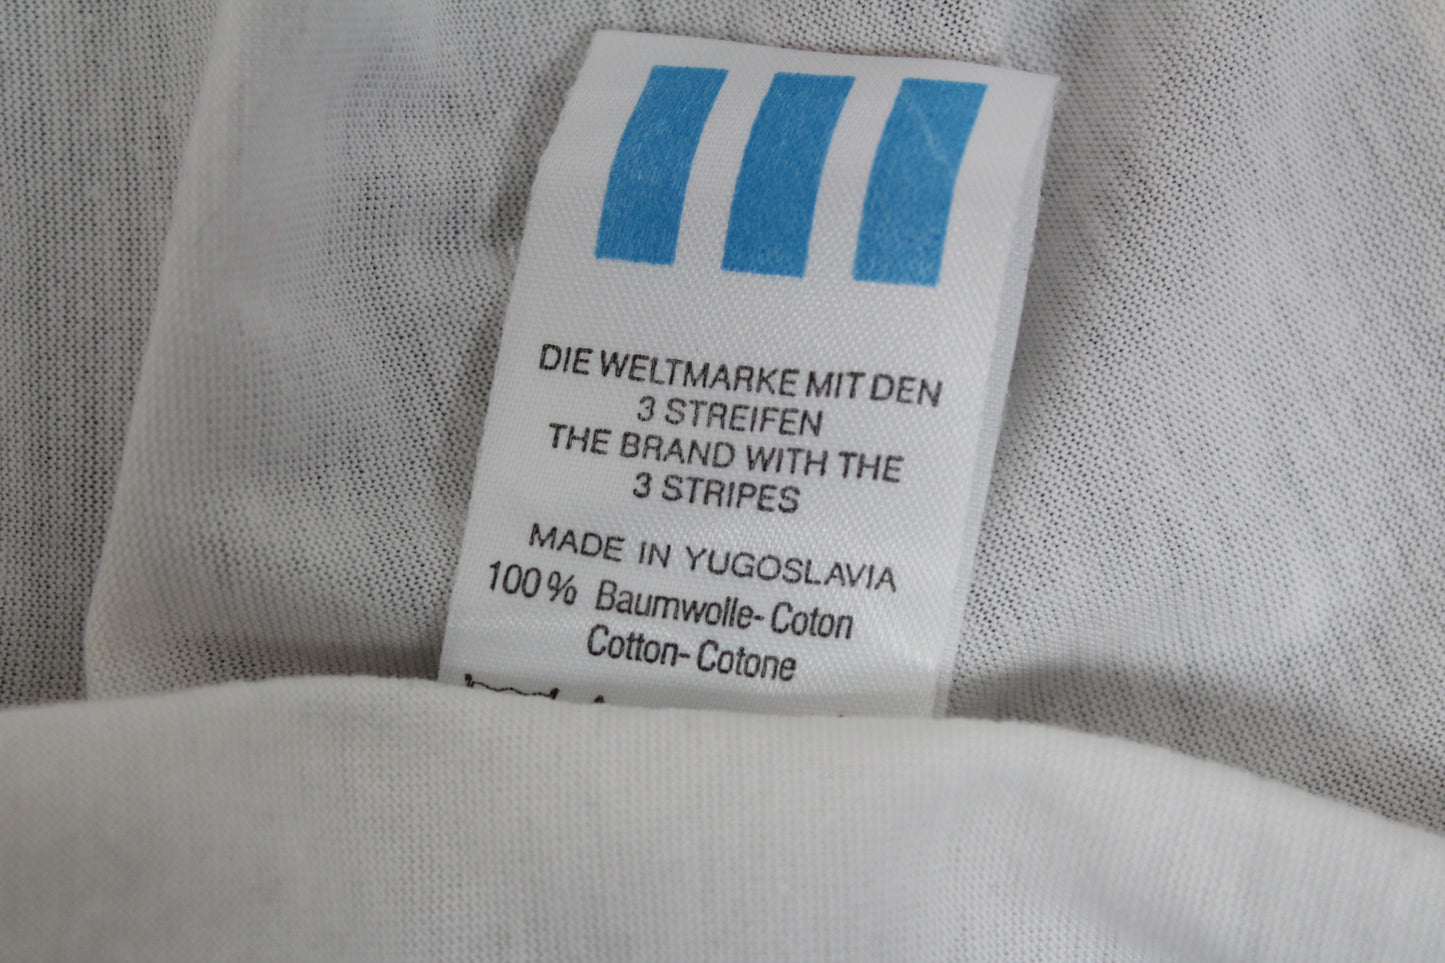 DIE WELTMARKE MIT DEN
3 STREIFEN
THE BRAND WITH THE
3 STRIPES
MADE IN YUGOSLAVIA
100% Baumwolle-Coton
Cotton-Cotone